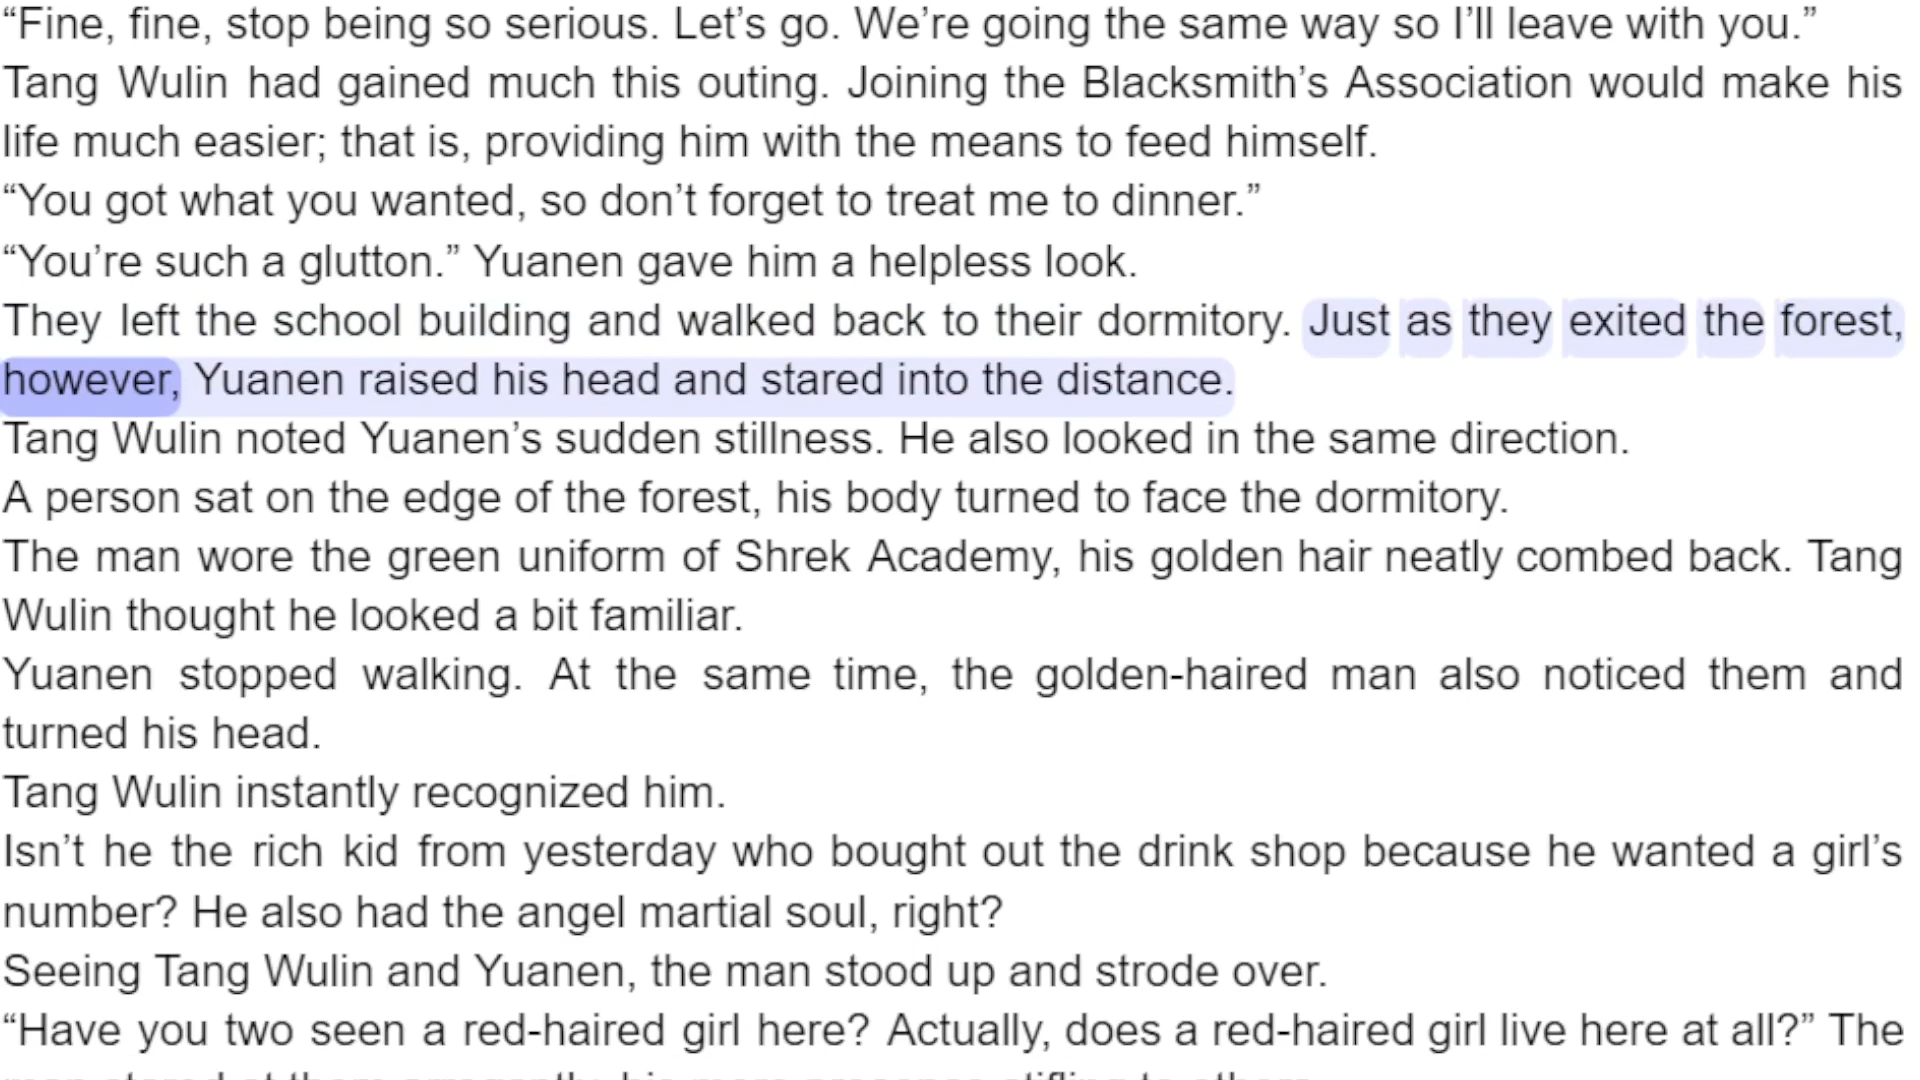 “Fine, fine, stop being so serious. Let’s go. We’re going the same way so I’ll leave with you.”
Tang Wulin had gained much this outing. Joining the Blacksmith’s Association would make his
life much easier; that is, providing him with the means to feed himself.
“You got what you wanted, so don’t forget to treat me to dinner.”
“You’re such a glutton.” Yuanen gave him a helpless look.
They left the school building and walked back to their dormitory. Just as they exited the forest,
however, Yuanen raised his head and stared into the distance.
Tang Wulin noted Yuanen’s sudden stillness. He also looked in the same direction.
A person sat on the edge of the forest, his body turned to face the dormitory.
The man wore the green uniform of Shrek Academy, his golden hair neatly combed back. Tang
Wulin thought he looked a bit familiar.
Yuanen stopped walking. At the same time, the golden-haired man also noticed them and
turned his head.
Tang Wulin instantly recognized him.
Isn’t he the rich kid from yesterday who bought out the drink shop because he wanted a girl’s
number? He also had the angel martial soul, right?
Seeing Tang Wulin and Yuanen, the man stood up and strode over.
“Have you two seen a red-haired girl here? Actually, does a red-haired girl live here at all?” The